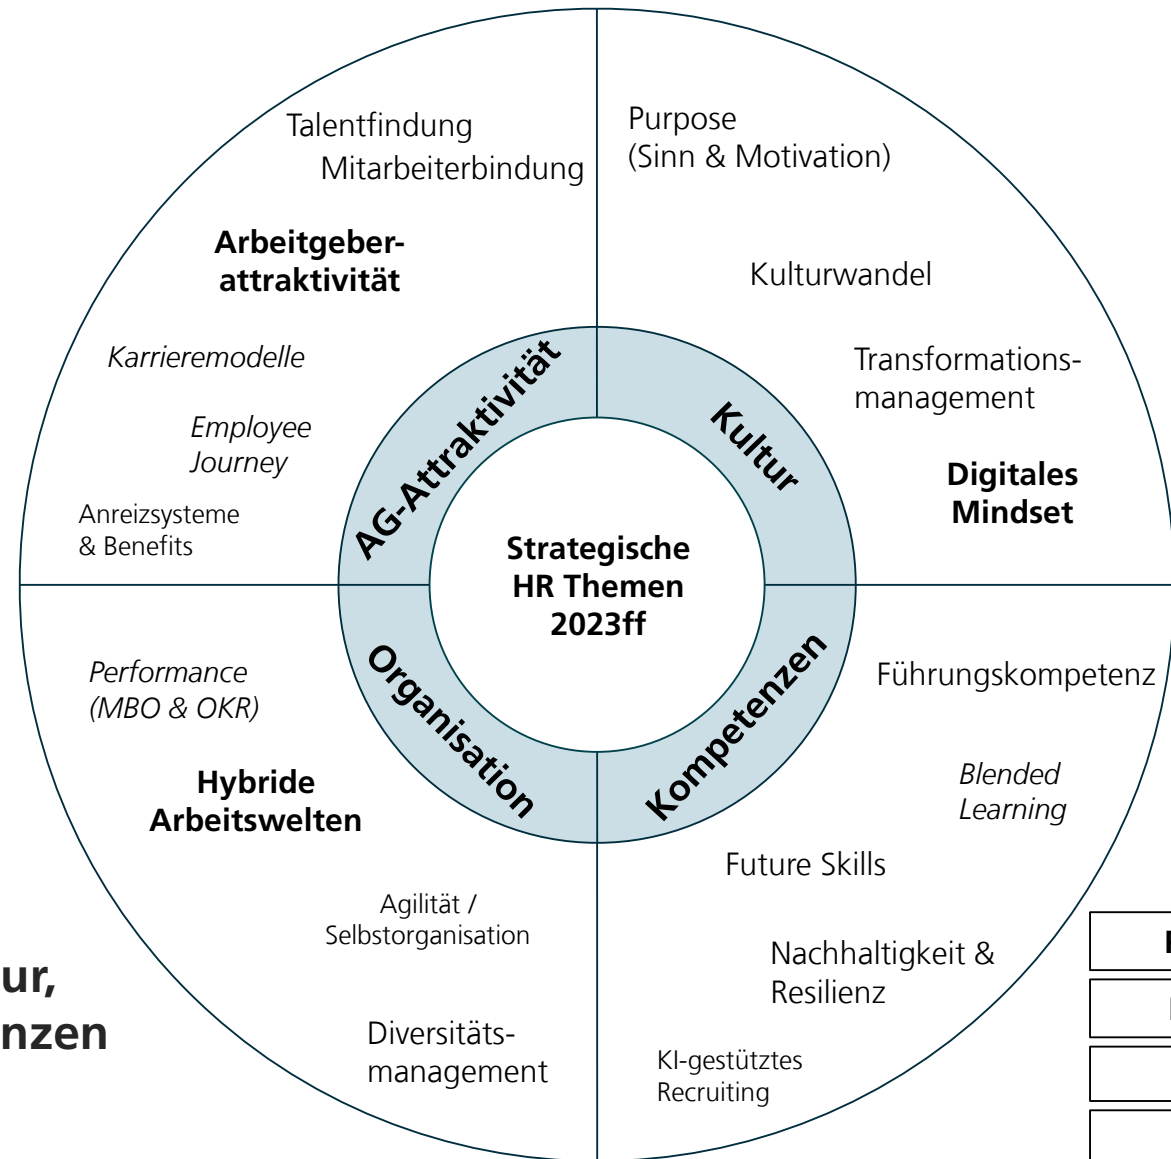 Talentfindung
Mitarbeiterbindung
Arbeitgeber-
attraktivität
Karrieremodelle
Employee
Journey
Anreizsysteme
& Benefits
Purpose
(Sinn & Motivation)
Kulturwandel
Transformations-
management
Digitales
Mindset
AG-Attraktivität
Kultur
Strategische
HR Themen
2023ff
Organisation
Kompetenzen
Performance
(MBO & OKR)
Hybride
Arbeitswelten
Agilität /
Selbstorganisation
Diversitäts-
management
Führungskompetenz
Blended
Learning
Future Skills
Nachhaltigkeit &
Resilienz
KI-gestütztes
Recruiting
ur,
nzen